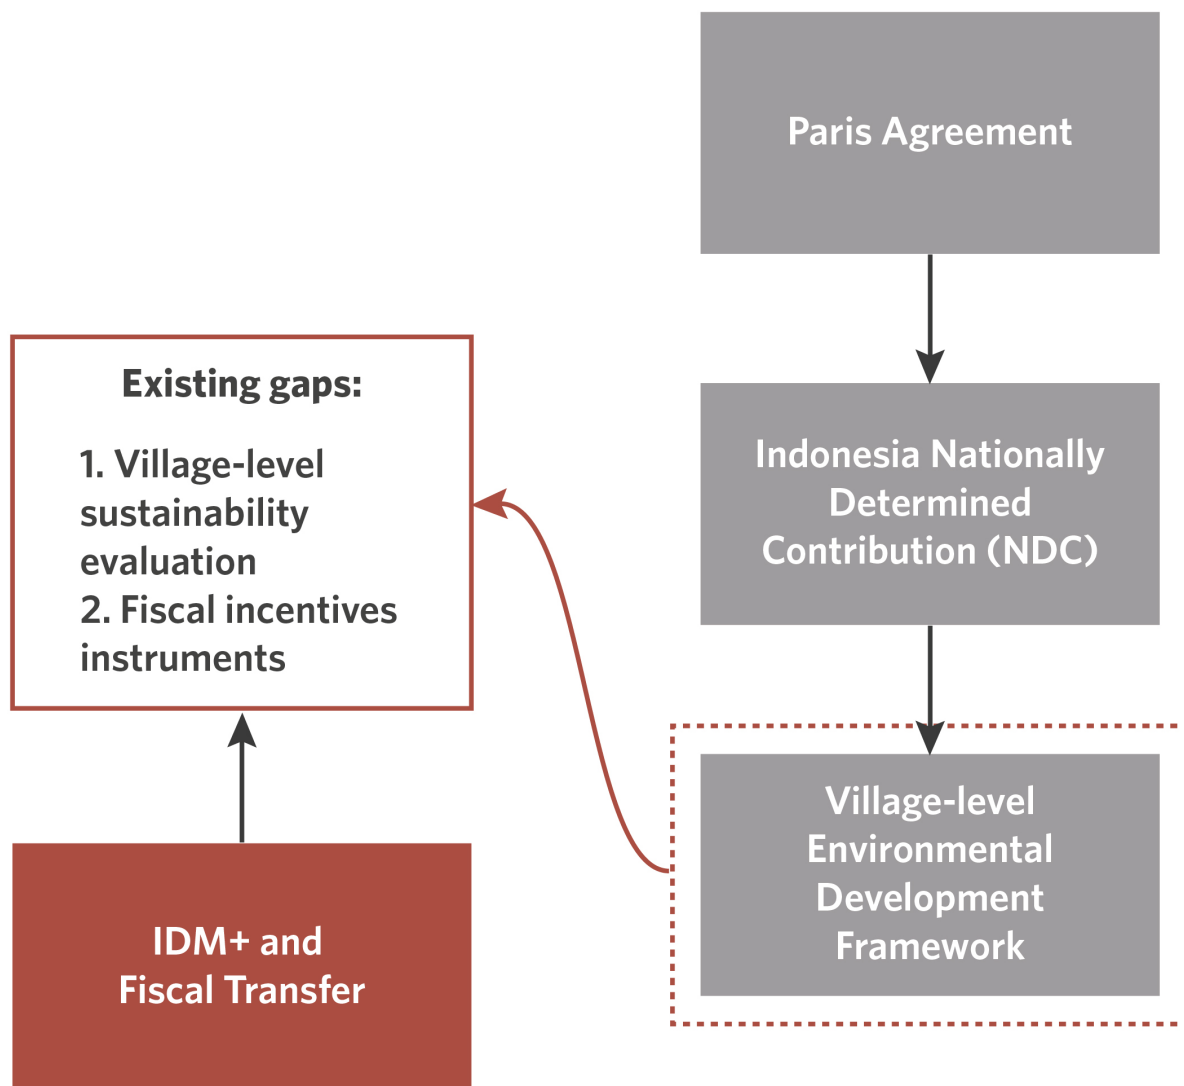 Paris Agreement
Existing gaps:
1. Village-level
sustainability
evaluation
2. Fiscal incentives
instruments
Indonesia Nationally
Determined
Contribution (NDC)
Village-level
Environmental
Development
Framework
IDM+ and
Fiscal Transfer